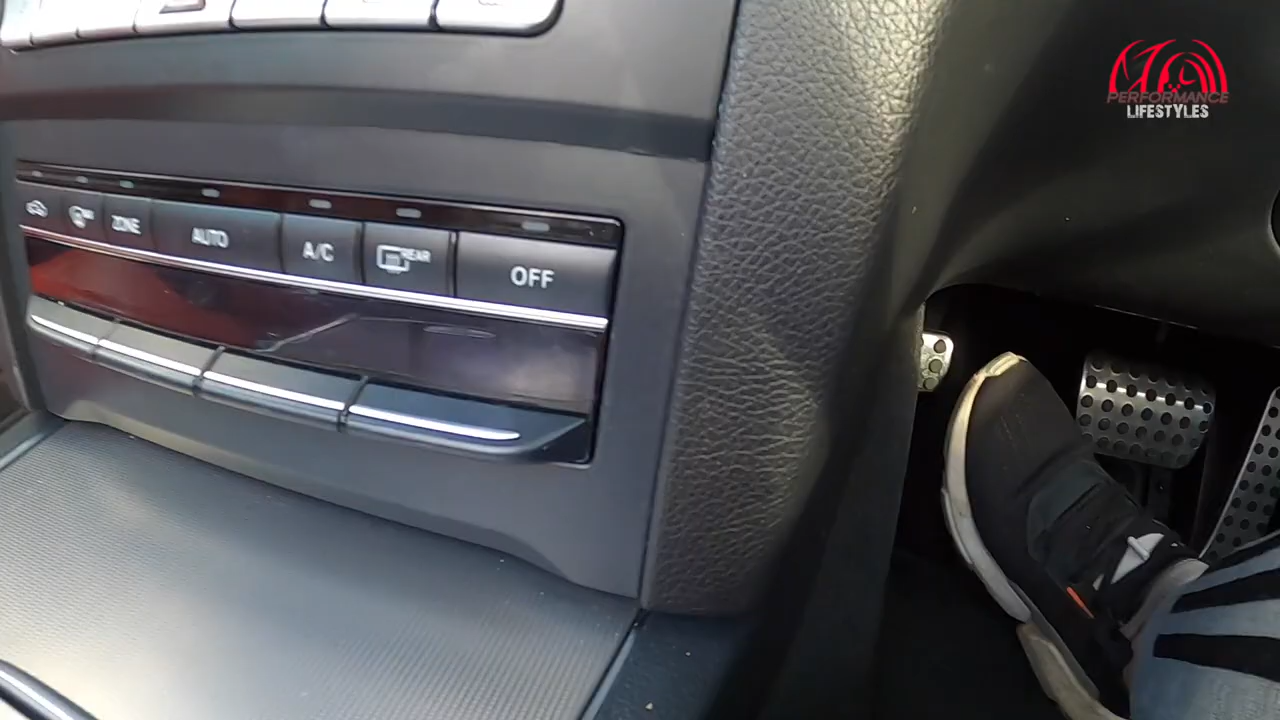 PERFORMANCE
LIFESTYLES
ZONE
AUTO
A/C
REAR
OFF